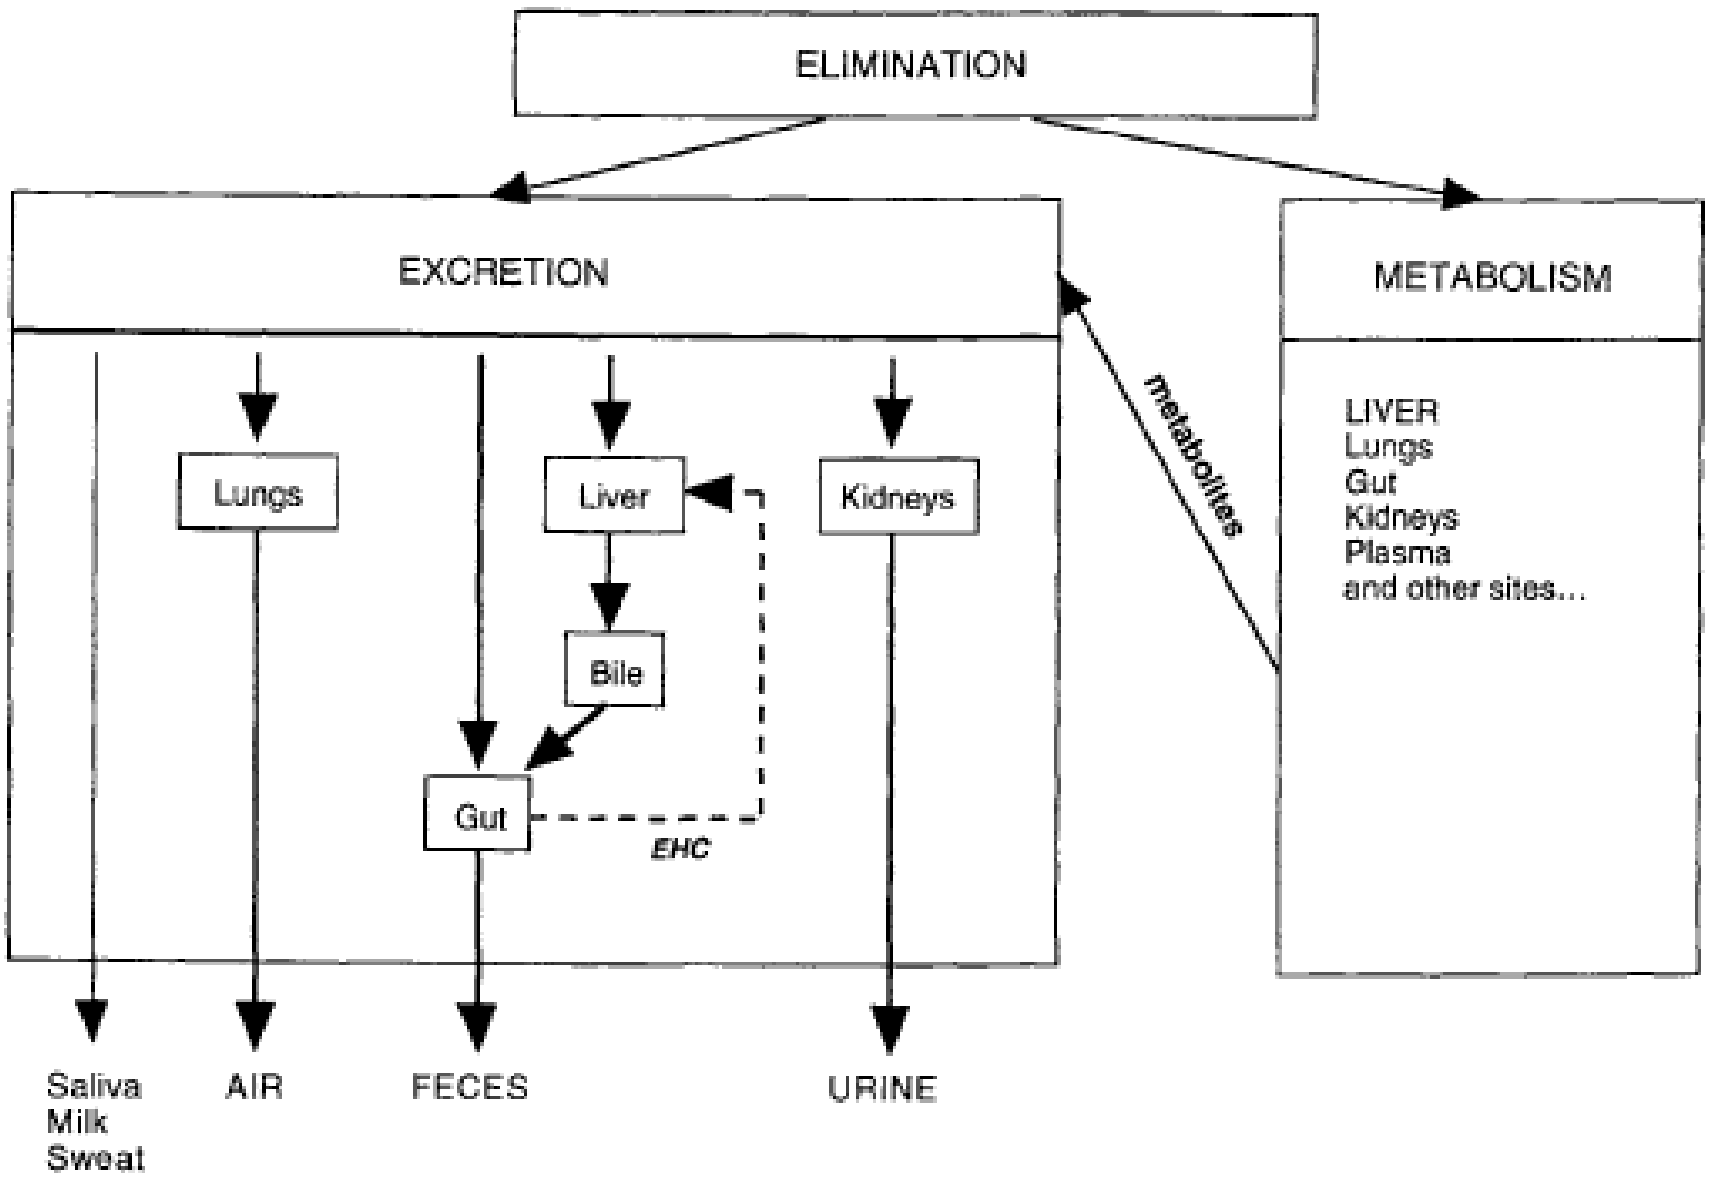 ELIMINATION
EXCRETION
METABOLISM
metabolites
LIVER
Lungs
Gut
Kidneys
Plasma
and other sites...
Lungs
Liver
Kidneys
Bile
Gut
EHC
Saliva
Milk
Sweat
AIR
FECES
URINE